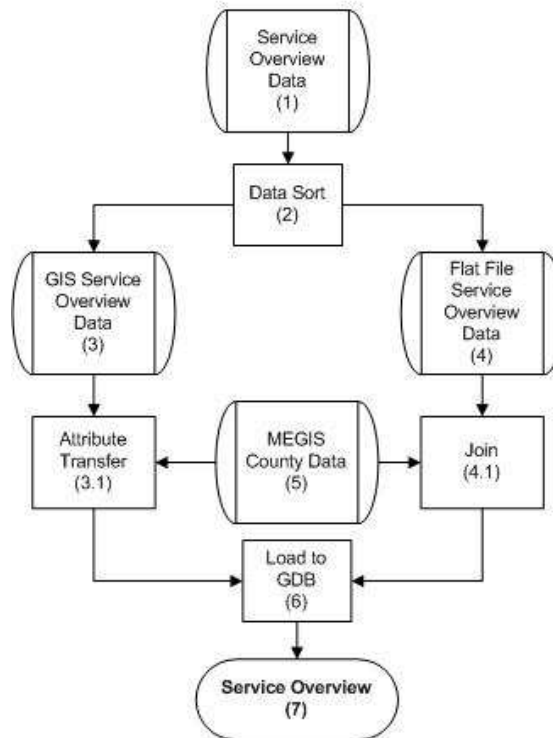 Service
Overview
Data
(1)
Data Sort
(2)
GIS Service
Overview
Data
(3)
Flat File
Service
Overview
Data
(4)
Attribute
Transfer
(3.1)
MEGIS
County Data
(5)
Join
(4.1)
Load to
GDB
(6)
Service Overview
(7)